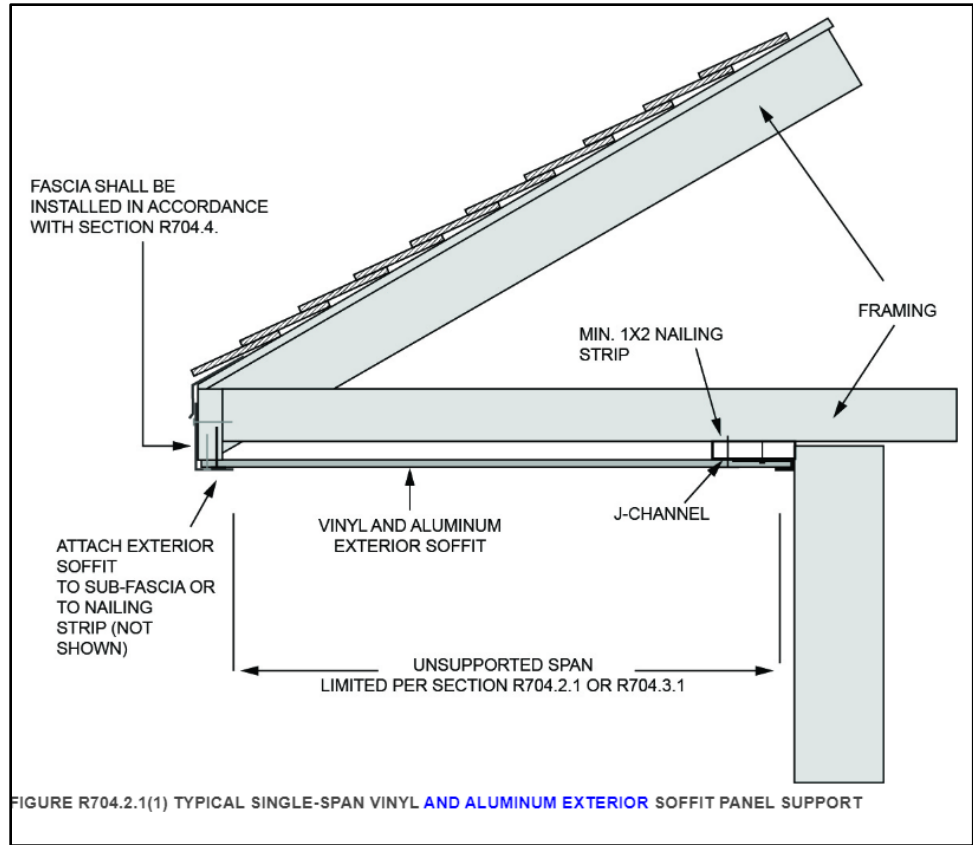 FASCIA SHALL BE
INSTALLED IN ACCORDANCE
WITH SECTION R704.4.
FRAMING
MIN. 1X2 NAILING
STRIP
J-CHANNEL
VINYL AND ALUMINUM
EXTERIOR SOFFIT
ATTACH EXTERIOR
SOFFIT
TO SUB-FASCIA OR
TO NAILING
STRIP (NOT
SHOWN)
UNSUPPORTED SPAN
LIMITED PER SECTION R704.2.1 OR R704.3.1
FIGURE R704.2.1(1) TYPICAL SINGLE-SPAN VINYL AND ALUMINUM EXTERIOR SOFFIT PANEL SUPPORT